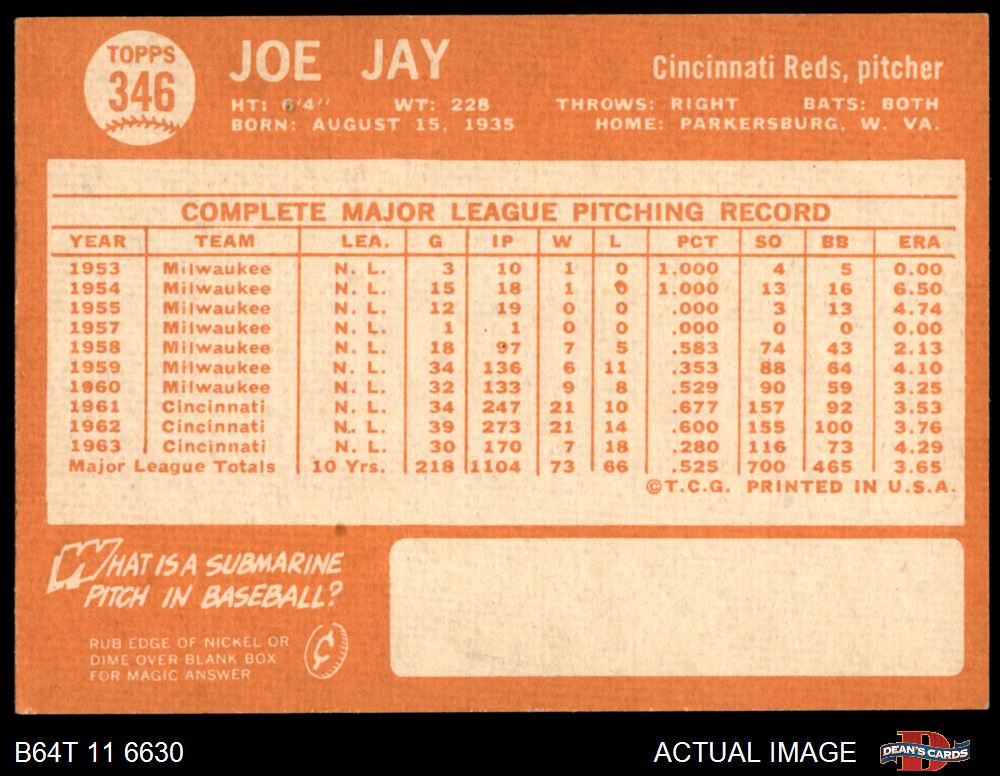 TOPPS
346
JOE JAY
Cincinnati Reds, pitcher
HT: 6'4" WT: 228 THROWS: RIGHT BATS: BOTH
BORN: AUGUST 15, 1935 HOME: PARKERSBURG, W. VA.
COMPLETE MAJOR LEAGUE PITCHING RECORD
YEAR TEAM LEA. G IP W L PCT SO BB ERA
1953 Milwaukee N. L. 3 10 1 0 1.000 4 5 0.00
1954 Milwaukee N. L. 15 18 1 0 1.000 13 16 6.50
1955 Milwaukee N. L. 12 19 0 0 .000 3 13 4.74
1957 Milwaukee N. L. 1 1 0 0 .000 0 0 0.00
1958 Milwaukee N. L. 18 97 7 5 .583 74 43 2.13
1959 Milwaukee N. L. 34 136 6 11 .353 88 64 4.10
1960 Milwaukee N. L. 32 133 9 8 .529 90 59 3.25
1961 Cincinnati N. L. 34 247 21 10 .677 157 92 3.53
1962 Cincinnati N. L. 39 273 21 14 .600 155 100 3.76
1963 Cincinnati N. L. 30 170 7 18 .280 116 73 4.29
Major League Totals 10 Yrs. 218 1104 73 66 .525 700 465 3.65
©T.C.G. PRINTED IN U.S.A.
WHAT IS A SUBMARINE
PITCH IN BASEBALL?
RUB EDGE OF NICKEL OR
DIME OVER BLANK BOX
FOR MAGIC ANSWER
¢
B64T 11 6630 ACTUAL IMAGE
D
DEAN'S CARDS